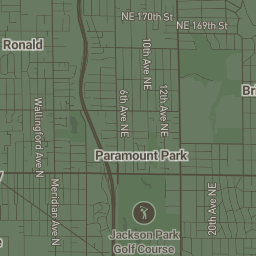 NE 170th St
NE 169th St
Ronald
10th Ave NE
6th Ave NE
12th Ave NE
Wallingford Ave N
Meridian Ave N
Paramount Park
20th Ave NE
Jackson Park
Golf Course